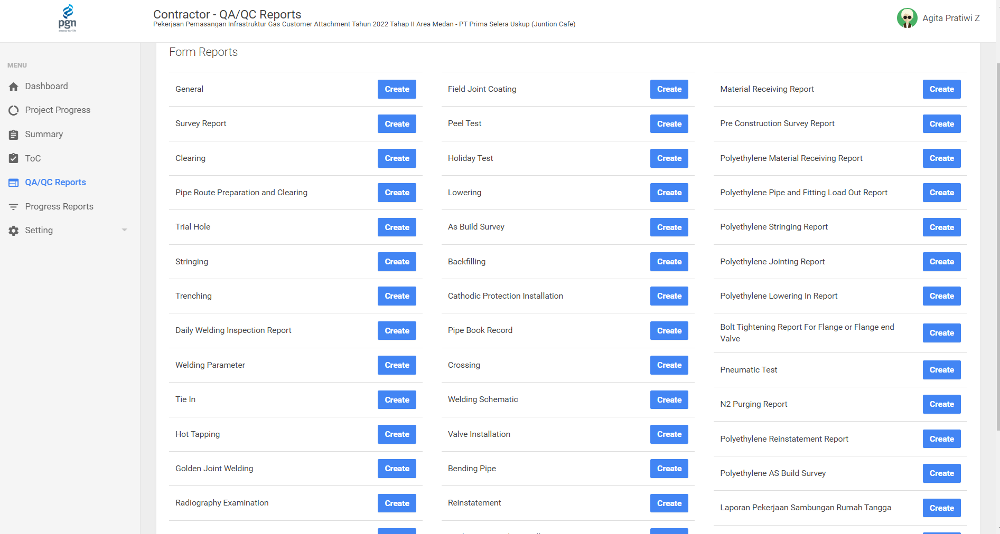 pgn
energy for life
Contractor - QA/QC Reports
Pekerjaan Pemasangan Infrastruktur Gas Customer Attachment Tahun 2022 Tahap II Area Medan - PT Prima Selera Uskup (Juntion Cafe)
Agita Pratiwi Z
MENU
Dashboard
Project Progress
Summary
ToC
QA/QC Reports
Progress Reports
Setting
Form Reports
General Create
Survey Report Create
Clearing Create
Pipe Route Preparation and Clearing Create
Trial Hole Create
Stringing Create
Trenching Create
Daily Welding Inspection Report Create
Welding Parameter Create
Tie In Create
Hot Tapping Create
Golden Joint Welding Create
Radiography Examination Create
Field Joint Coating Create
Peel Test Create
Holiday Test Create
Lowering Create
As Build Survey Create
Backfilling Create
Cathodic Protection Installation Create
Pipe Book Record Create
Crossing Create
Welding Schematic Create
Valve Installation Create
Bending Pipe Create
Reinstatement Create
Material Receiving Report Create
Pre Construction Survey Report Create
Polyethylene Material Receiving Report Create
Polyethylene Pipe and Fitting Load Out Report Create
Polyethylene Stringing Report Create
Polyethylene Jointing Report Create
Polyethylene Lowering In Report Create
Bolt Tightening Report For Flange or Flange end
Valve Create
Pneumatic Test Create
N2 Purging Report Create
Polyethylene Reinstatement Report Create
Polyethylene AS Build Survey Create
Laporan Pekerjaan Sambungan Rumah Tangga Create